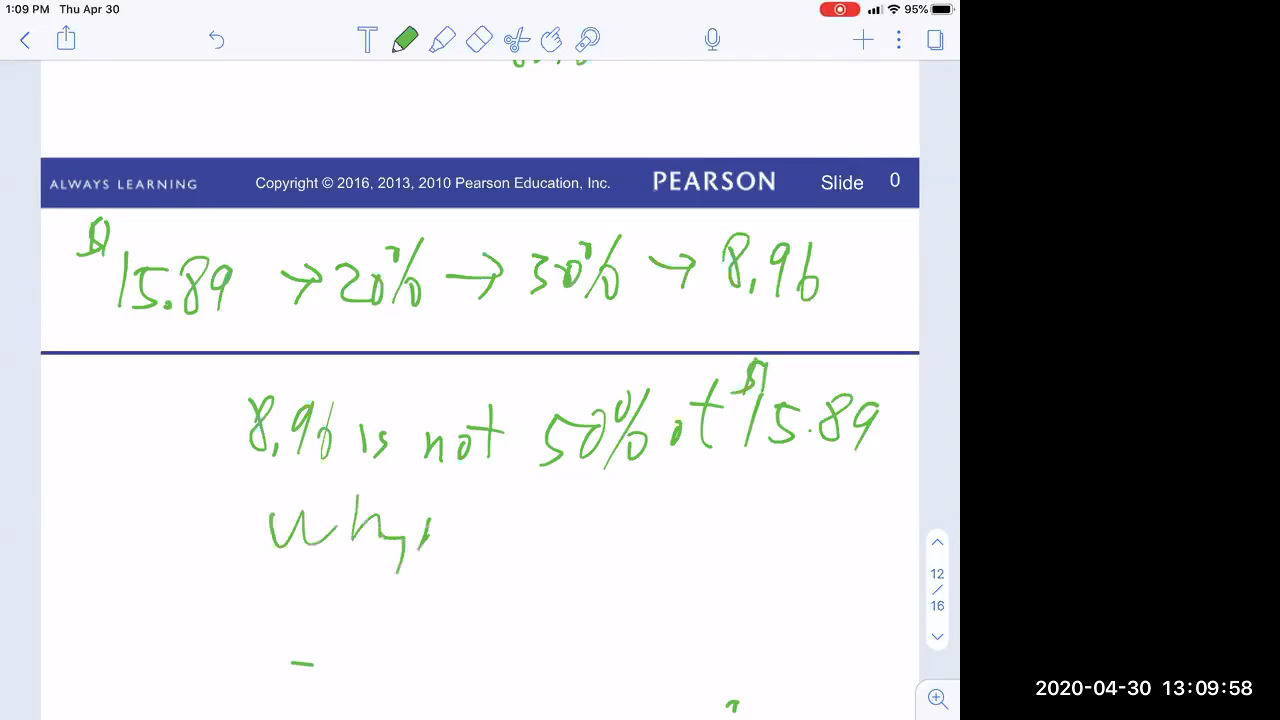 1:09 PM Thu Apr 30
95%
T
ALWAYS LEARNING Copyright © 2016, 2013, 2010 Pearson Education, Inc. PEARSON Slide 0
$15.89 → 20% → 30% → 8.96
8.96 is not 50% of $15.89
Why
12
/
16
2020-04-30 13:09:58